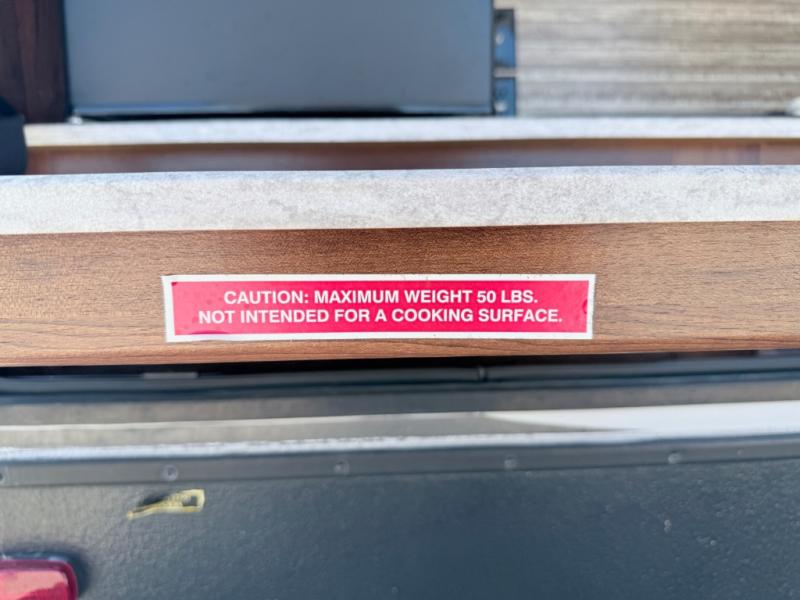 CAUTION: MAXIMUM WEIGHT 50 LBS.
NOT INTENDED FOR A COOKING SURFACE.